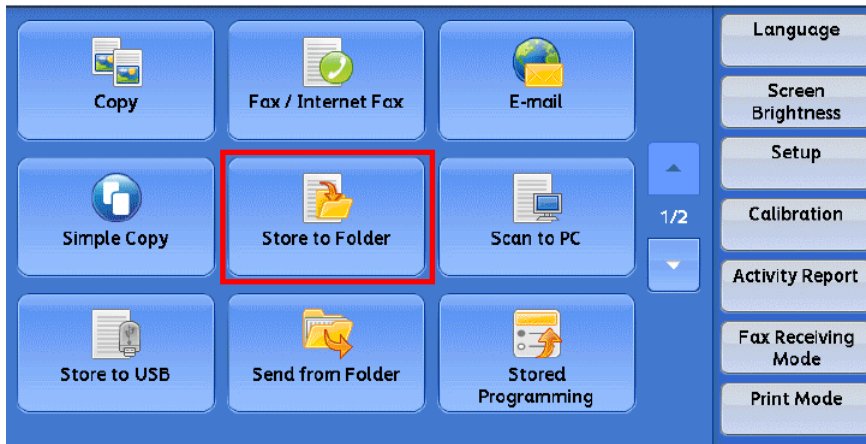 Copy
Fax / Internet Fax
E-mail
Simple Copy
Store to Folder
Scan to PC
Store to USB
Send from Folder
Stored
Programming
1/2
Language
Screen
Brightness
Setup
Calibration
Activity Report
Fax Receiving
Mode
Print Mode